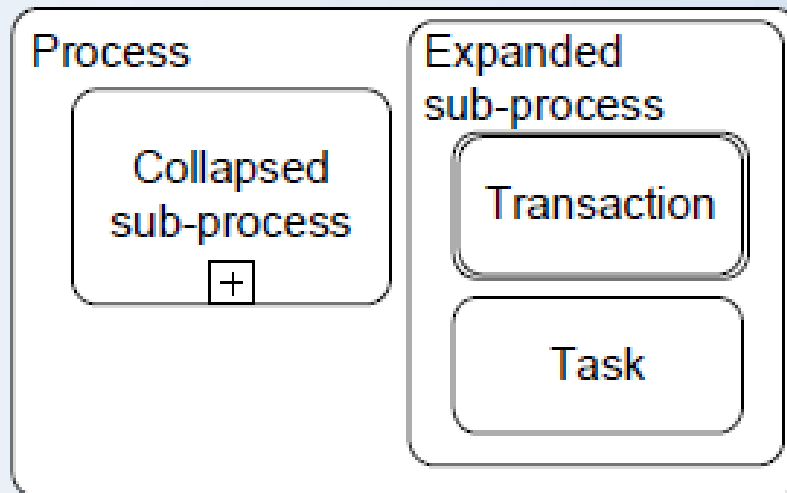 Process
Collapsed
sub-process
Expanded
sub-process
Transaction
Task